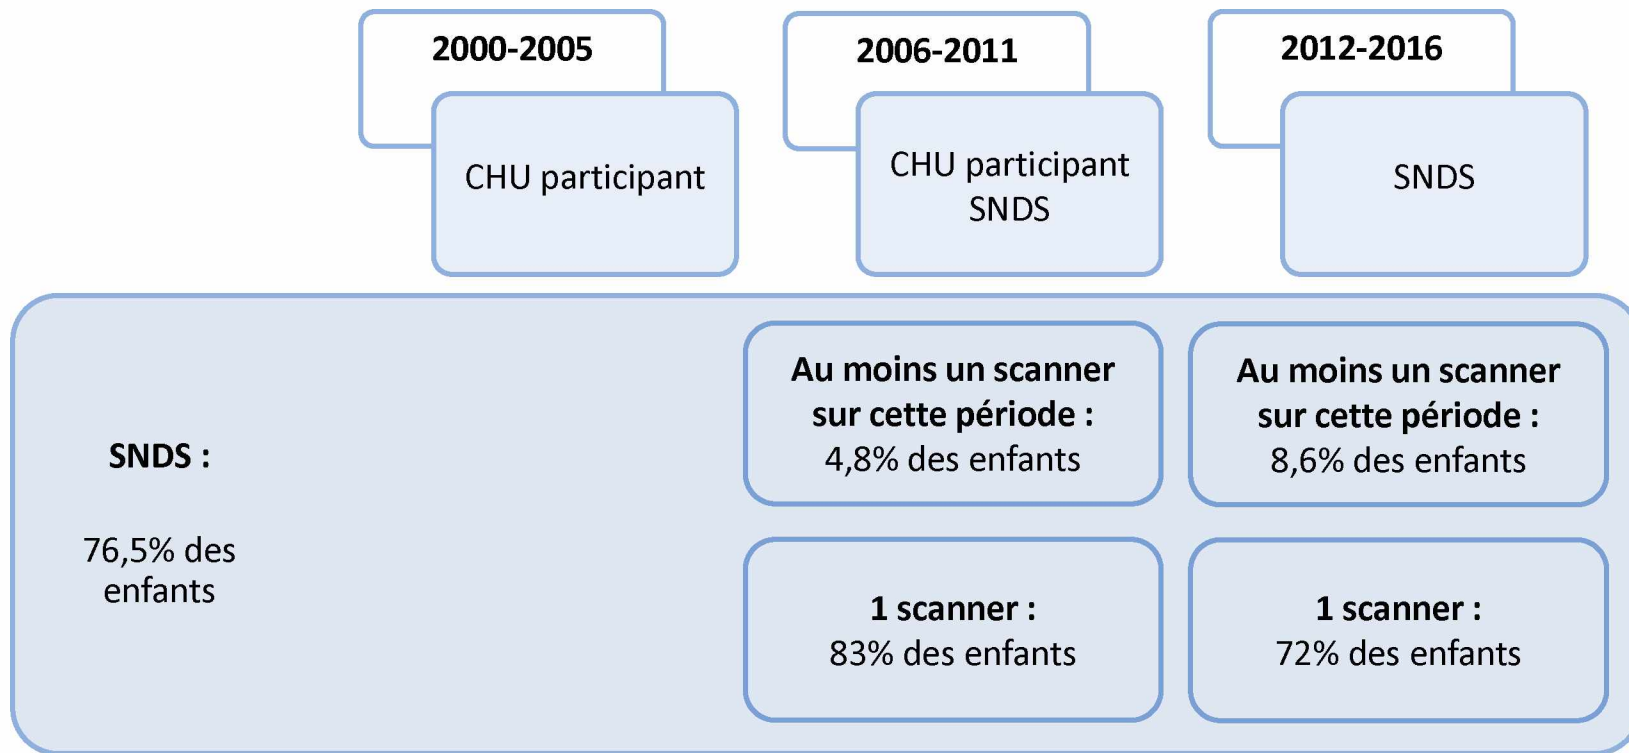 2000-2005
CHU participant
2006-2011
CHU participant
SNDS
2012-2016
SNDS
SNDS :
76,5% des
enfants
Au moins un scanner
sur cette période :
4,8% des enfants
Au moins un scanner
sur cette période :
8,6% des enfants
1 scanner :
83% des enfants
1 scanner :
72% des enfants